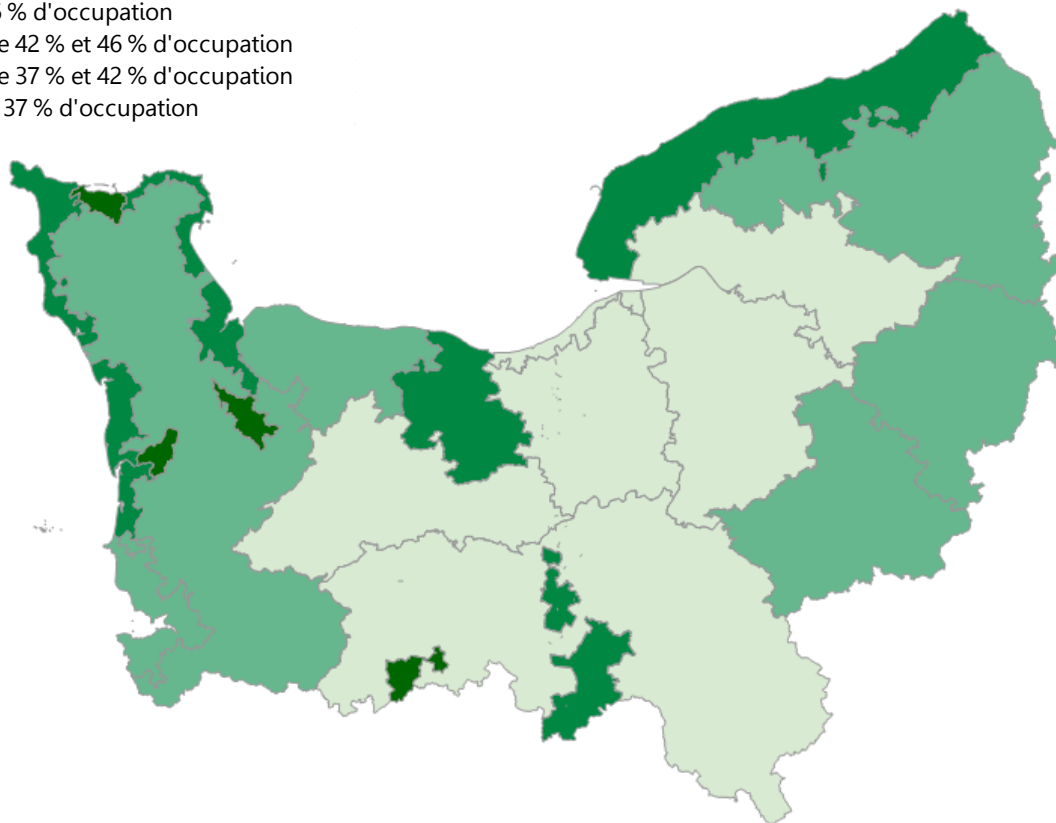 % d'occupation
42 % et 46 % d'occupation
37 % et 42 % d'occupation
37 % d'occupation